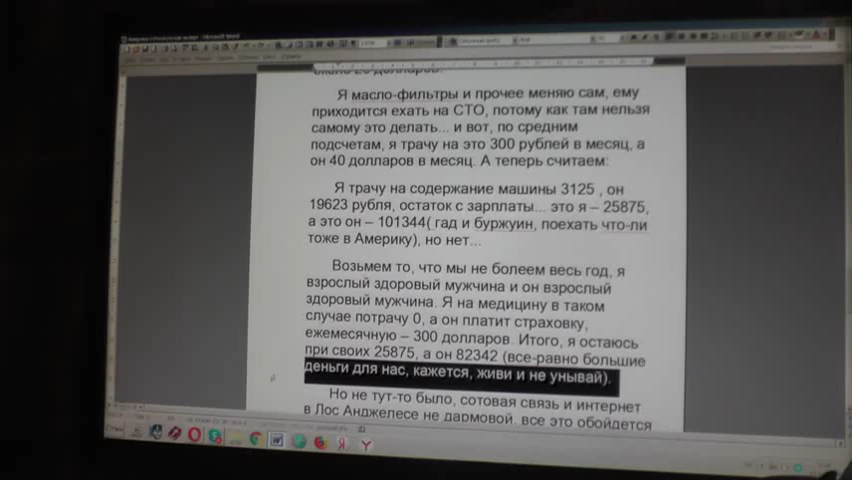 Microsoft Word
около 20 долларов.
Я масло-фильтры и прочее меняю сам, ему
приходится ехать на СТО, потому как там нельзя
самому это делать... и вот, по средним
подсчетам, я трачу на это 300 рублей в месяц, а
он 40 долларов в месяц. А теперь считаем:
Я трачу на содержание машины 3125 , он
19623 рубля, остаток с зарплаты... это я – 25875,
а это он – 101344( гад и буржуин, поехать что-ли
тоже в Америку), но нет...
Возьмем то, что мы не болеем весь год, я
взрослый здоровый мужчина и он взрослый
здоровый мужчина. Я на медицину в таком
случае потрачу 0, а он платит страховку,
ежемесячную – 300 долларов. Итого, я остаюсь
при своих 25875, а он 82342 (все-равно большие
деньги для нас, кажется, живи и не унывай).
Но не тут-то было, сотовая связь и интернет
в Лос Анджелесе не дармовой, все это обойдется